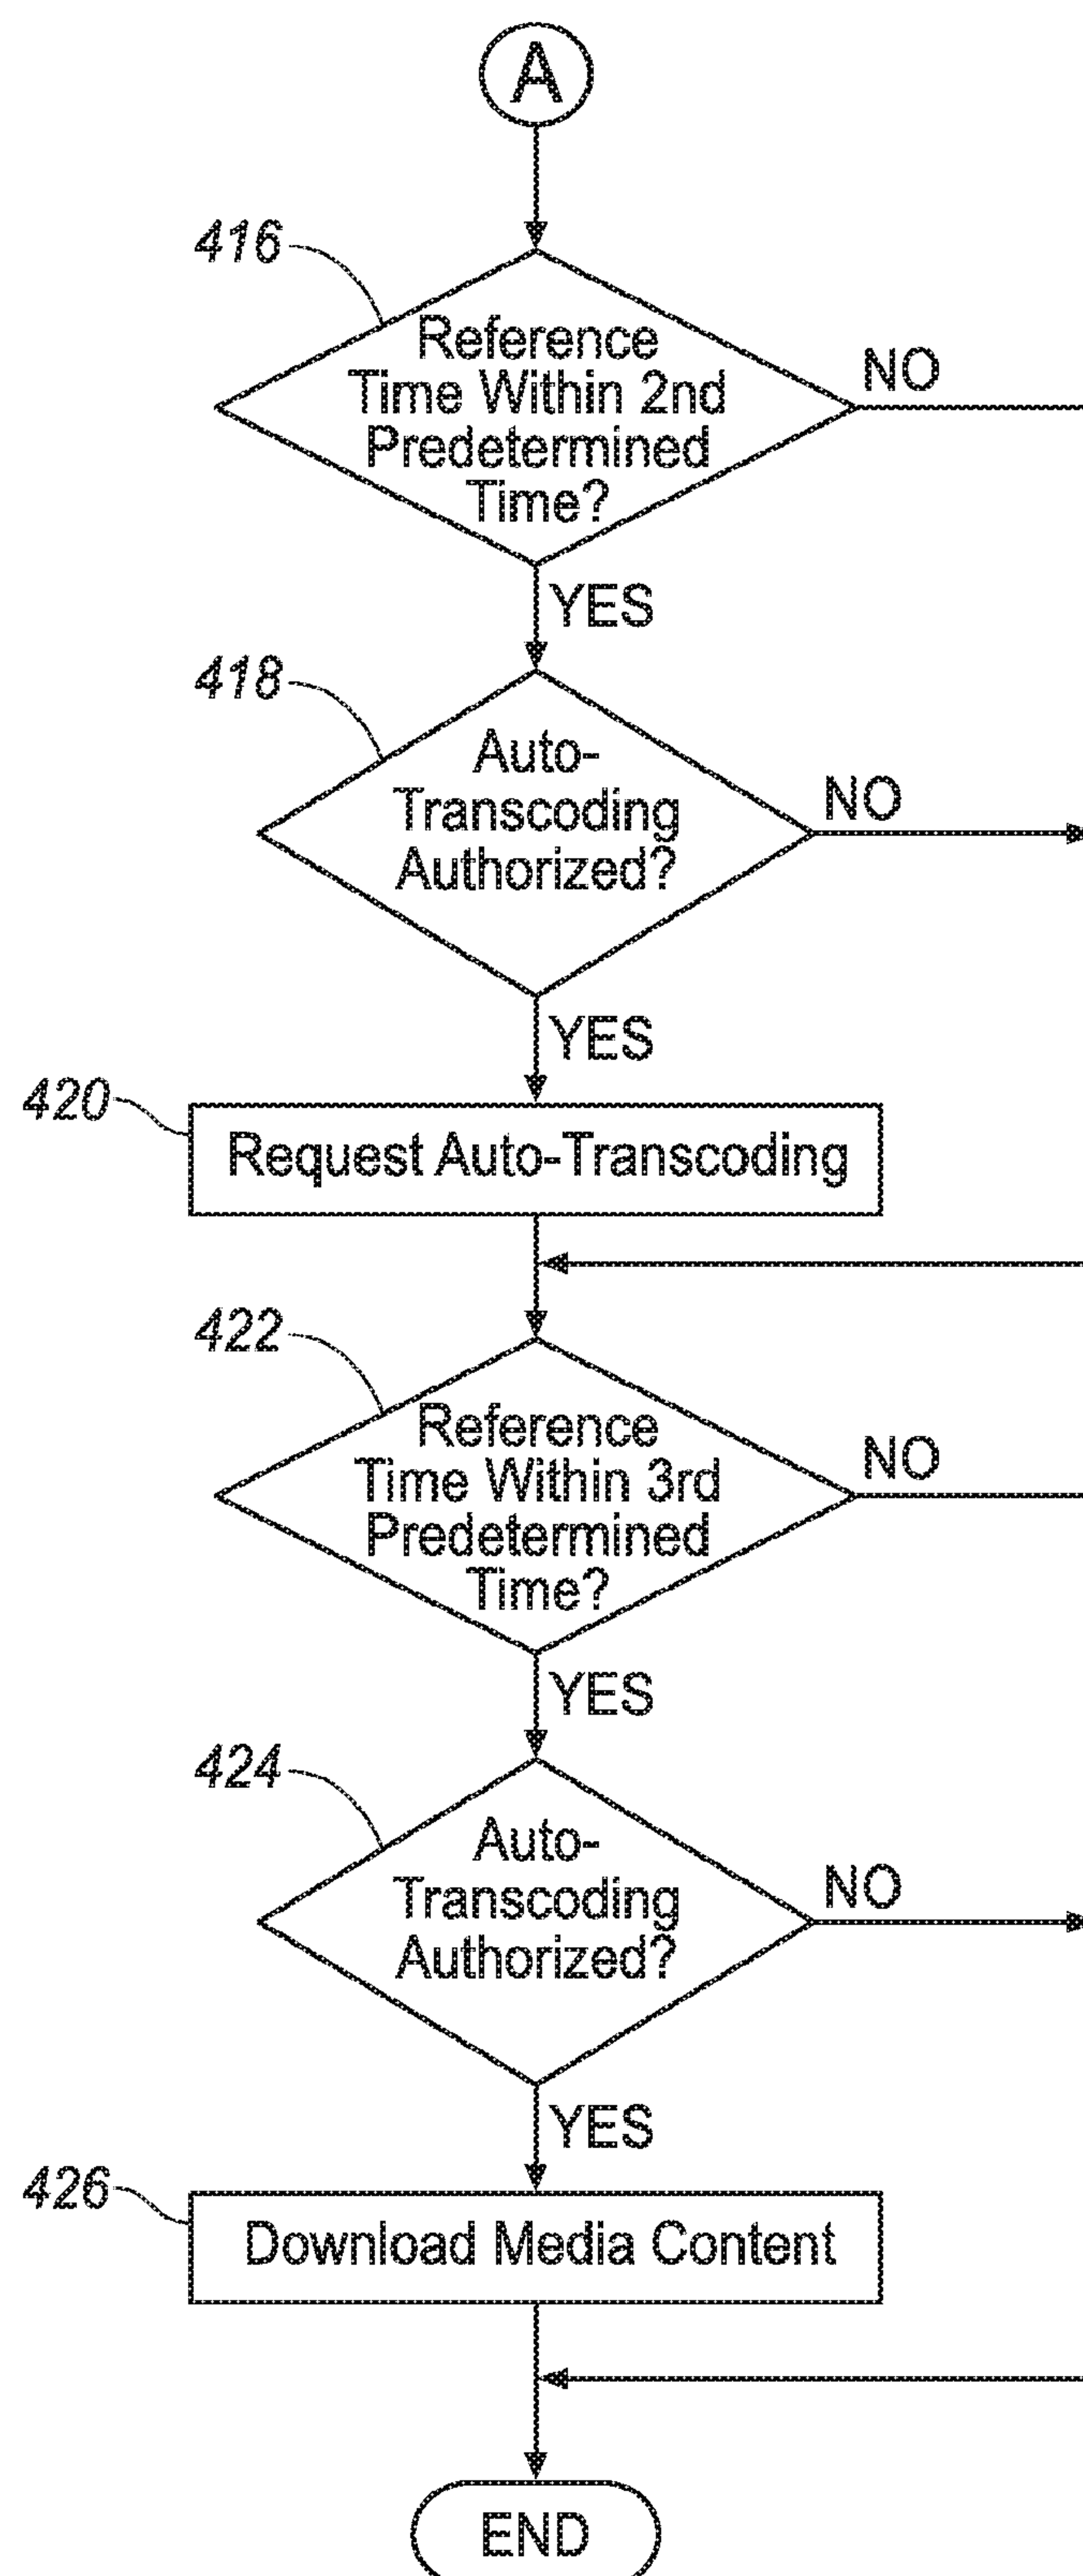 A
416
Reference
Time Within 2nd
Predetermined
Time?
NO
YES
418
Auto-
Transcoding
Authorized?
NO
YES
420
Request Auto-Transcoding
422
Reference
Time Within 3rd
Predetermined
Time?
NO
YES
424
Auto-
Transcoding
Authorized?
NO
YES
426
Download Media Content
END